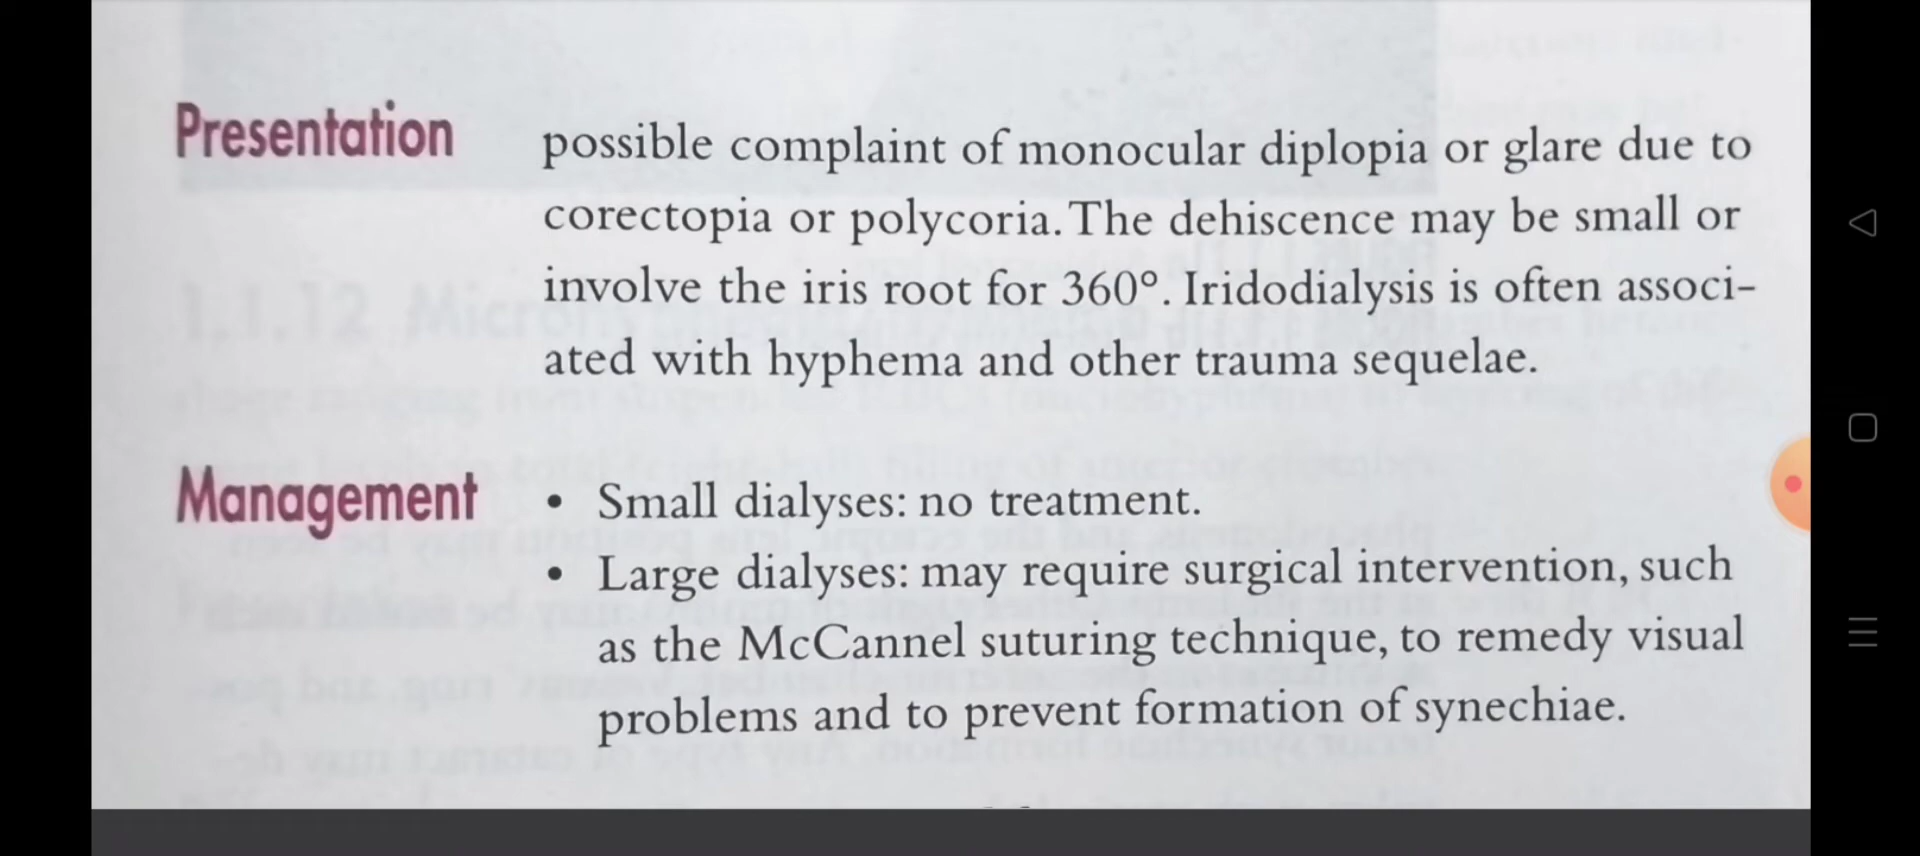 Presentation possible complaint of monocular diplopia or glare due to
corectopia or polycoria. The dehiscence may be small or
involve the iris root for 360°. Iridodialysis is often associ-
ated with hyphema and other trauma sequelae.
Management • Small dialyses: no treatment.
• Large dialyses: may require surgical intervention, such
as the McCannel suturing technique, to remedy visual
problems and to prevent formation of synechiae.